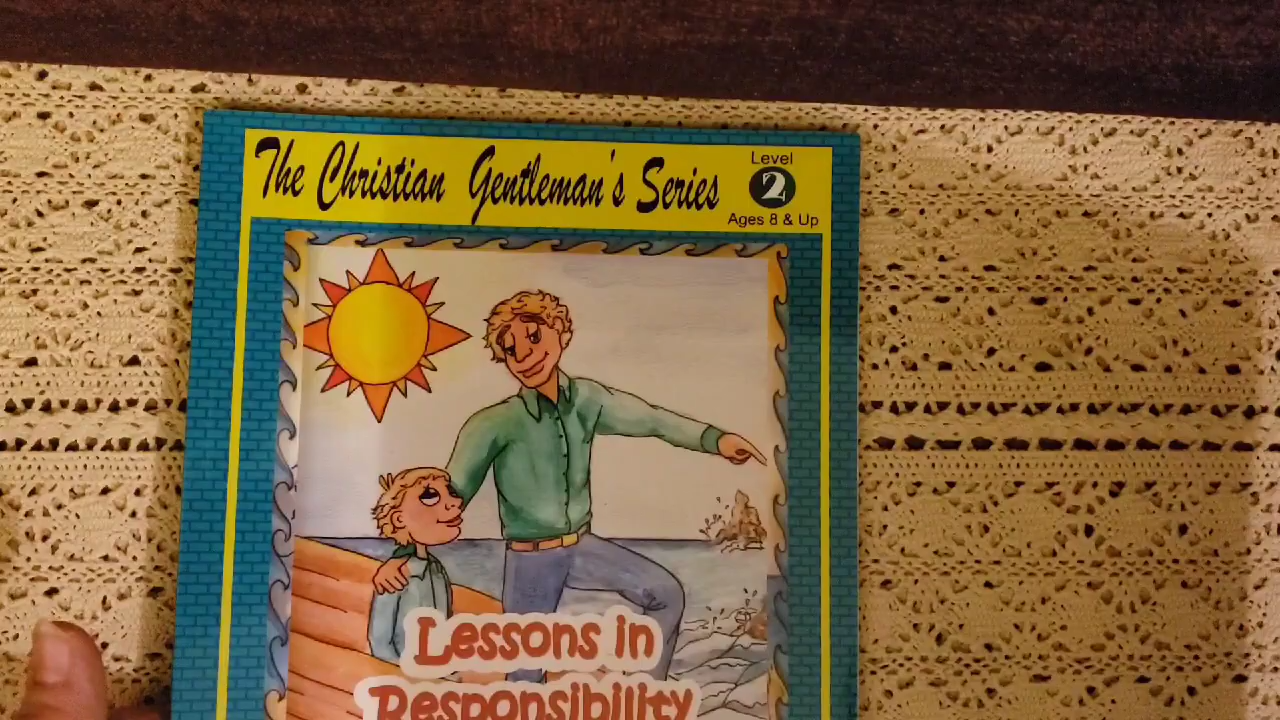 The Christian Gentleman's Series
Level
2
Ages 8 & Up
Lessons in
Responsibility